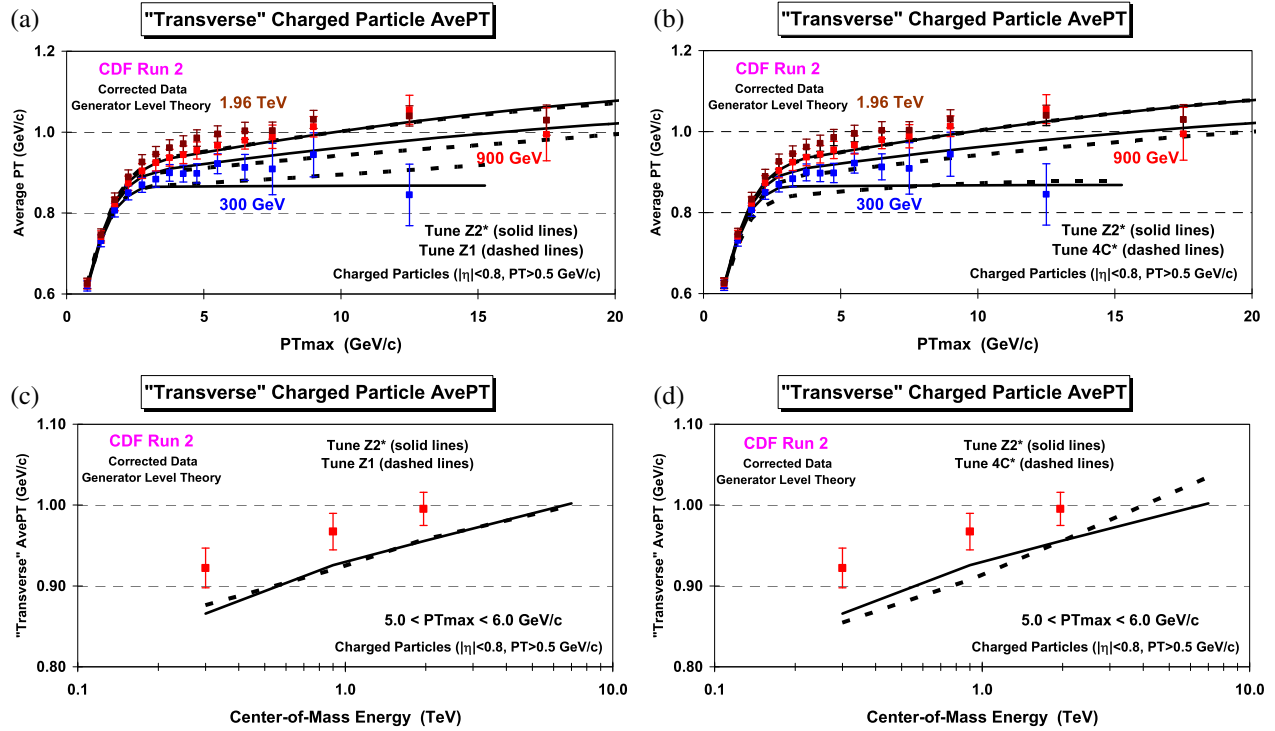 (a)
"Transverse" Charged Particle AvePT
1.2
1.0
0.8
0.6
Average PT (GeV/c)
CDF Run 2
Corrected Data
Generator Level Theory
1.96 TeV
900 GeV
300 GeV
Tune Z2* (solid lines)
Tune Z1 (dashed lines)
Charged Particles (|η|<0.8, PT>0.5 GeV/c)
0 5 10 15 20
PTmax (GeV/c)
(b)
"Transverse" Charged Particle AvePT
1.2
1.0
0.8
0.6
Average PT (GeV/c)
CDF Run 2
Corrected Data
Generator Level Theory
1.96 TeV
900 GeV
300 GeV
Tune Z2* (solid lines)
Tune 4C* (dashed lines)
Charged Particles (|η|<0.8, PT>0.5 GeV/c)
0 5 10 15 20
PTmax (GeV/c)
(c)
"Transverse" Charged Particle AvePT
1.10
1.00
0.90
0.80
"Transverse" AvePT (GeV/c)
CDF Run 2
Corrected Data
Generator Level Theory
Tune Z2* (solid lines)
Tune Z1 (dashed lines)
5.0 < PTmax < 6.0 GeV/c
Charged Particles (|η|<0.8, PT>0.5 GeV/c)
0.1 1.0 10.0
Center-of-Mass Energy (TeV)
(d)
"Transverse" Charged Particle AvePT
1.10
1.00
0.90
0.80
"Transverse" AvePT (GeV/c)
CDF Run 2
Corrected Data
Generator Level Theory
Tune Z2* (solid lines)
Tune 4C* (dashed lines)
5.0 < PTmax < 6.0 GeV/c
Charged Particles (|η|<0.8, PT>0.5 GeV/c)
0.1 1.0 10.0
Center-of-Mass Energy (TeV)